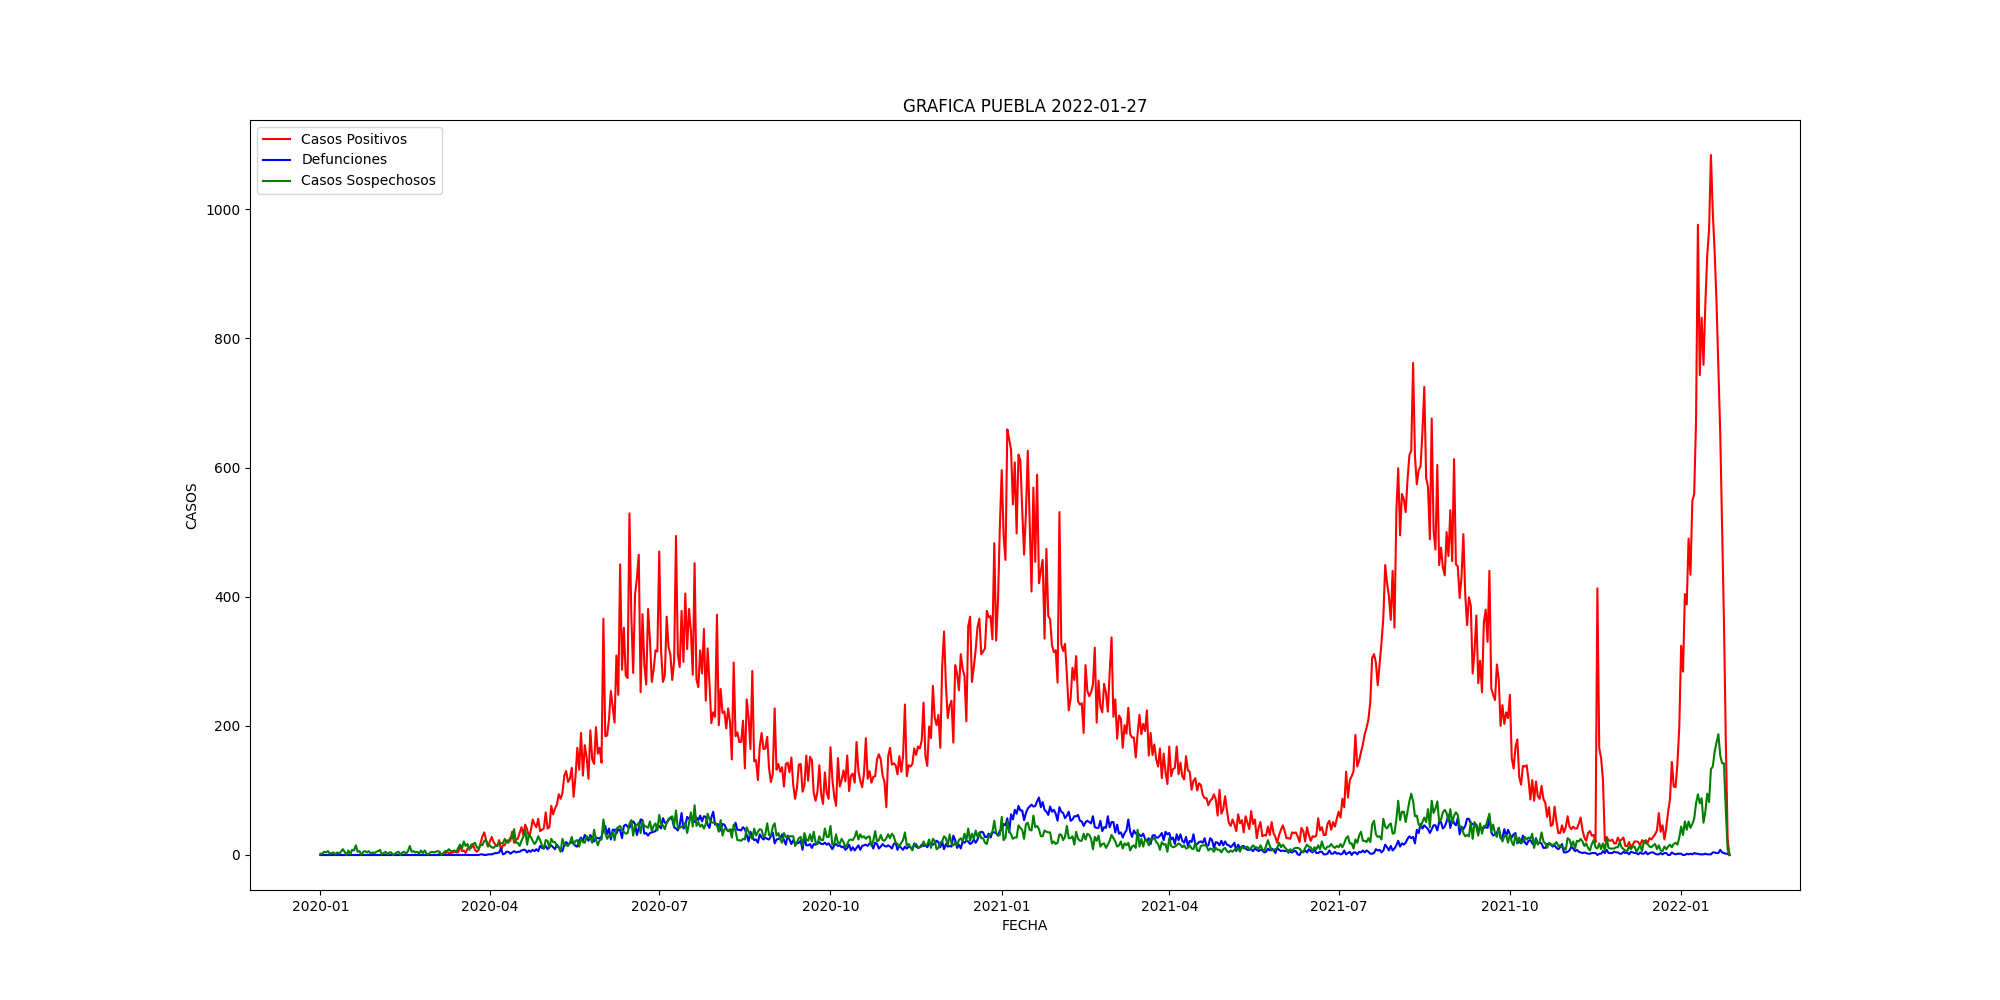 GRAFICA PUEBLA 2022-01-27
Casos Positivos
Defunciones
Casos Sospechosos
1000
800
600
400
200
0
CASOS
2020-01 2020-04 2020-07 2020-10 2021-01 2021-04 2021-07 2021-10 2022-01
FECHA